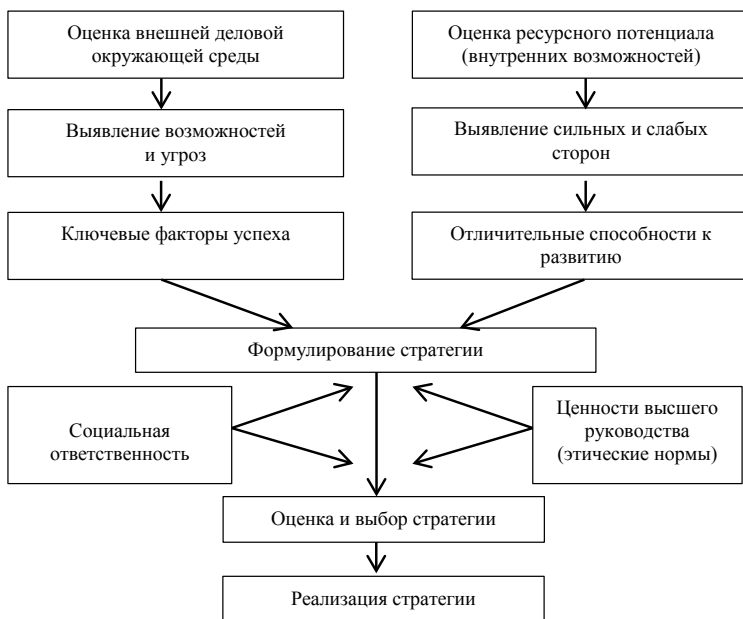 Оценка внешней деловой
окружающей среды
Оценка ресурсного потенциала
(внутренних возможностей)
Выявление возможностей
и угроз
Выявление сильных и слабых
сторон
Ключевые факторы успеха
Отличительные способности к
развитию
Формулирование стратегии
Социальная
ответственность
Ценности высшего
руководства
(этические нормы)
Оценка и выбор стратегии
Реализация стратегии